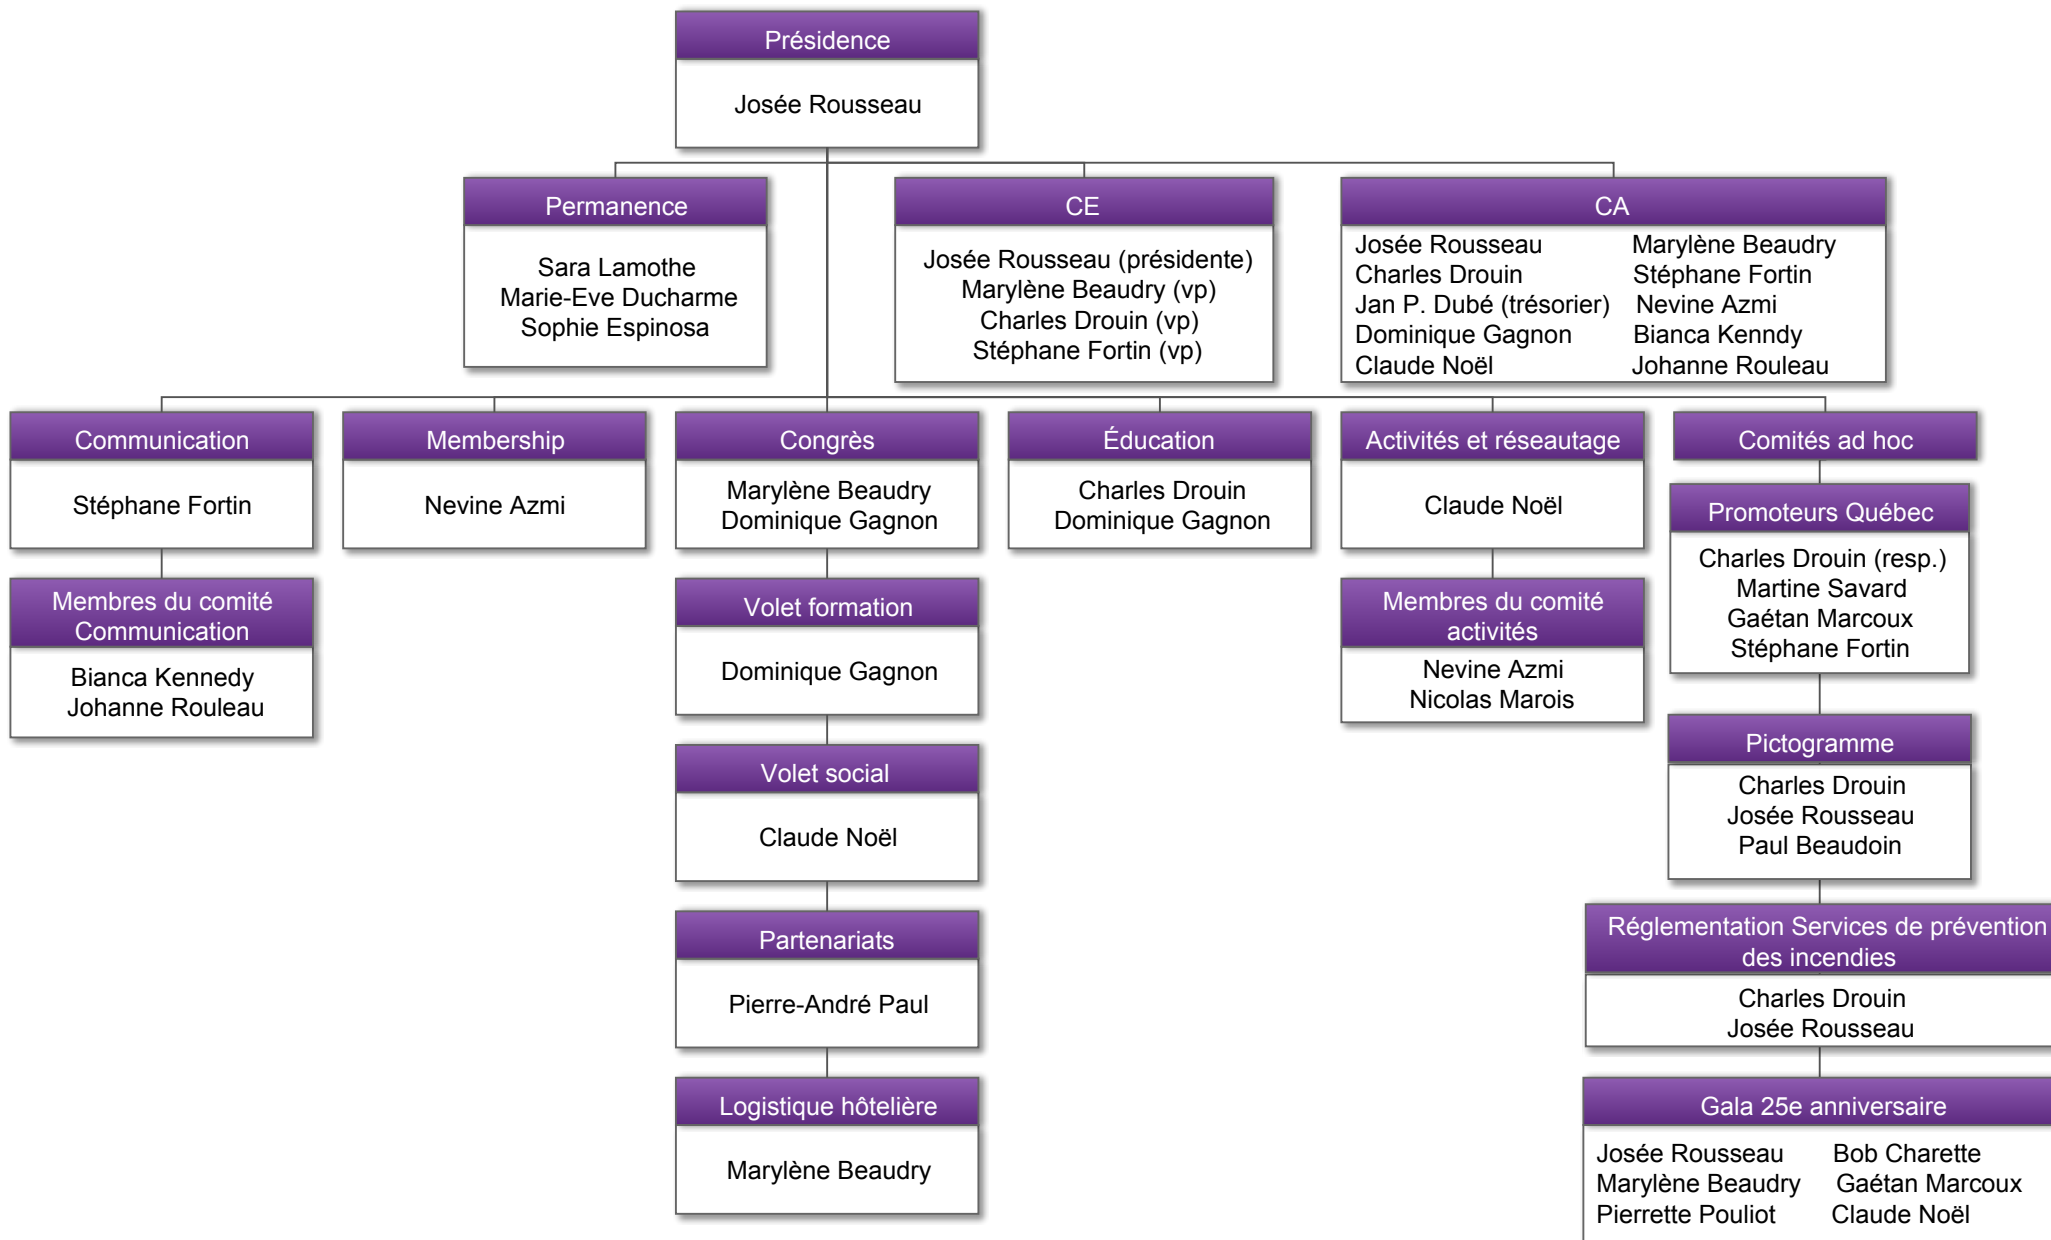 Présidence
Josée Rousseau
Permanence
Sara Lamothe
Marie-Eve Ducharme
Sophie Espinosa
CE
Josée Rousseau (présidente)
Marylène Beaudry (vp)
Charles Drouin (vp)
Stéphane Fortin (vp)
CA
Josée Rousseau Marylène Beaudry
Charles Drouin Stéphane Fortin
Jan P. Dubé (trésorier) Nevine Azmi
Dominique Gagnon Bianca Kenndy
Claude Noël Johanne Rouleau
Communication
Stéphane Fortin
Membres du comité
Communication
Bianca Kennedy
Johanne Rouleau
Membership
Nevine Azmi
Congrès
Marylène Beaudry
Dominique Gagnon
Volet formation
Dominique Gagnon
Volet social
Claude Noël
Partenariats
Pierre-André Paul
Logistique hôtelière
Marylène Beaudry
Éducation
Charles Drouin
Dominique Gagnon
Activités et réseautage
Claude Noël
Membres du comité
activités
Nevine Azmi
Nicolas Marois
Comités ad hoc
Promoteurs Québec
Charles Drouin (resp.)
Martine Savard
Gaétan Marcoux
Stéphane Fortin
Pictogramme
Charles Drouin
Josée Rousseau
Paul Beaudoin
Réglementation Services de prévention
des incendies
Charles Drouin
Josée Rousseau
Gala 25e anniversaire
Josée Rousseau Bob Charette
Marylène Beaudry Gaétan Marcoux
Pierrette Pouliot Claude Noël